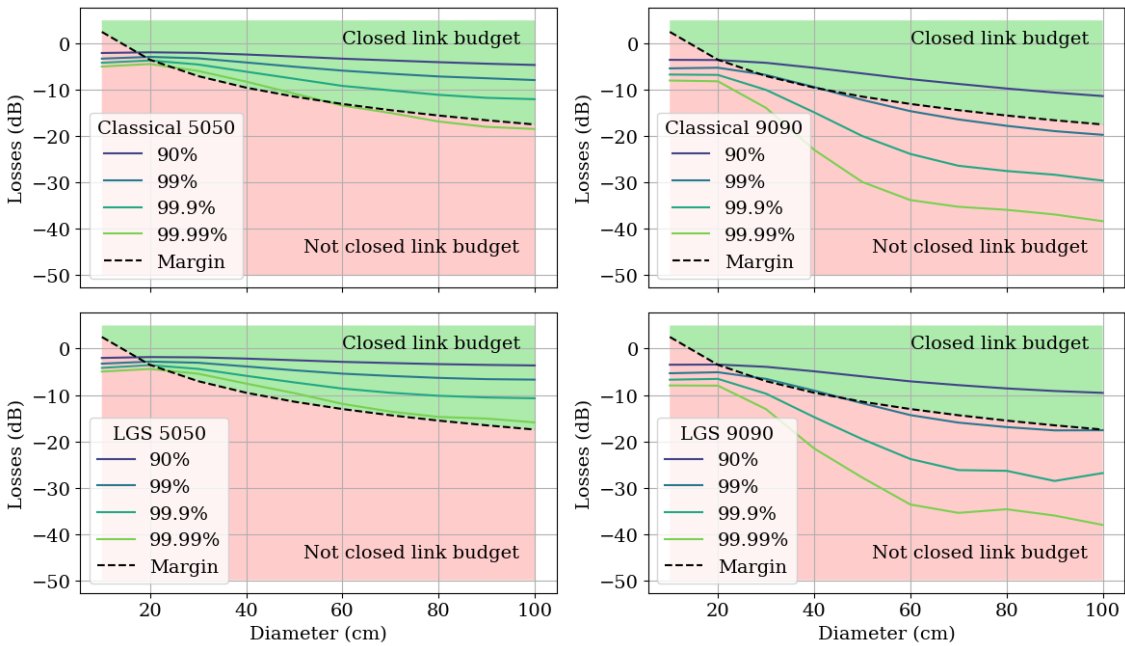 Losses (dB)
0
−10
−20
−30
−40
−50
Closed link budget
Classical 5050
90%
99%
99.9%
99.99%
Margin
Not closed link budget
Losses (dB)
0
−10
−20
−30
−40
−50
Closed link budget
Classical 9090
90%
99%
99.9%
99.99%
Margin
Not closed link budget
Losses (dB)
0
−10
−20
−30
−40
−50
Closed link budget
LGS 5050
90%
99%
99.9%
99.99%
Margin
Not closed link budget
20
40
60
80
100
Diameter (cm)
Losses (dB)
0
−10
−20
−30
−40
−50
Closed link budget
LGS 9090
90%
99%
99.9%
99.99%
Margin
Not closed link budget
20
40
60
80
100
Diameter (cm)